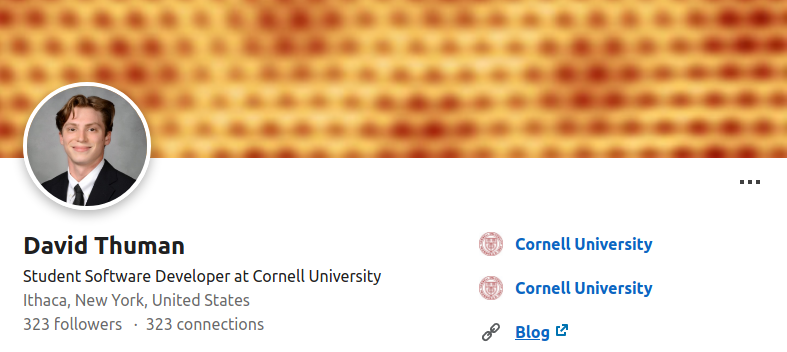 David Thuman
Student Software Developer at Cornell University
Ithaca, New York, United States
323 followers · 323 connections
Cornell University
Cornell University
Blog